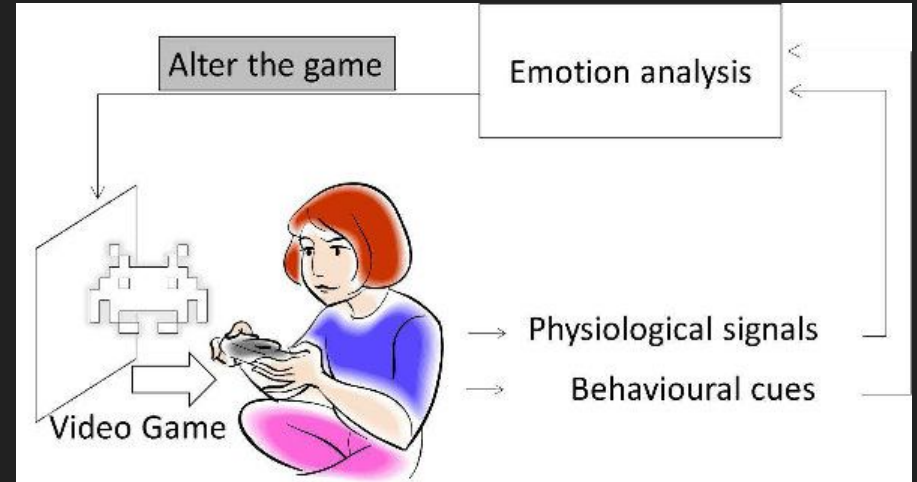 Alter the game
Emotion analysis
Physiological signals
Behavioural cues
Video Game